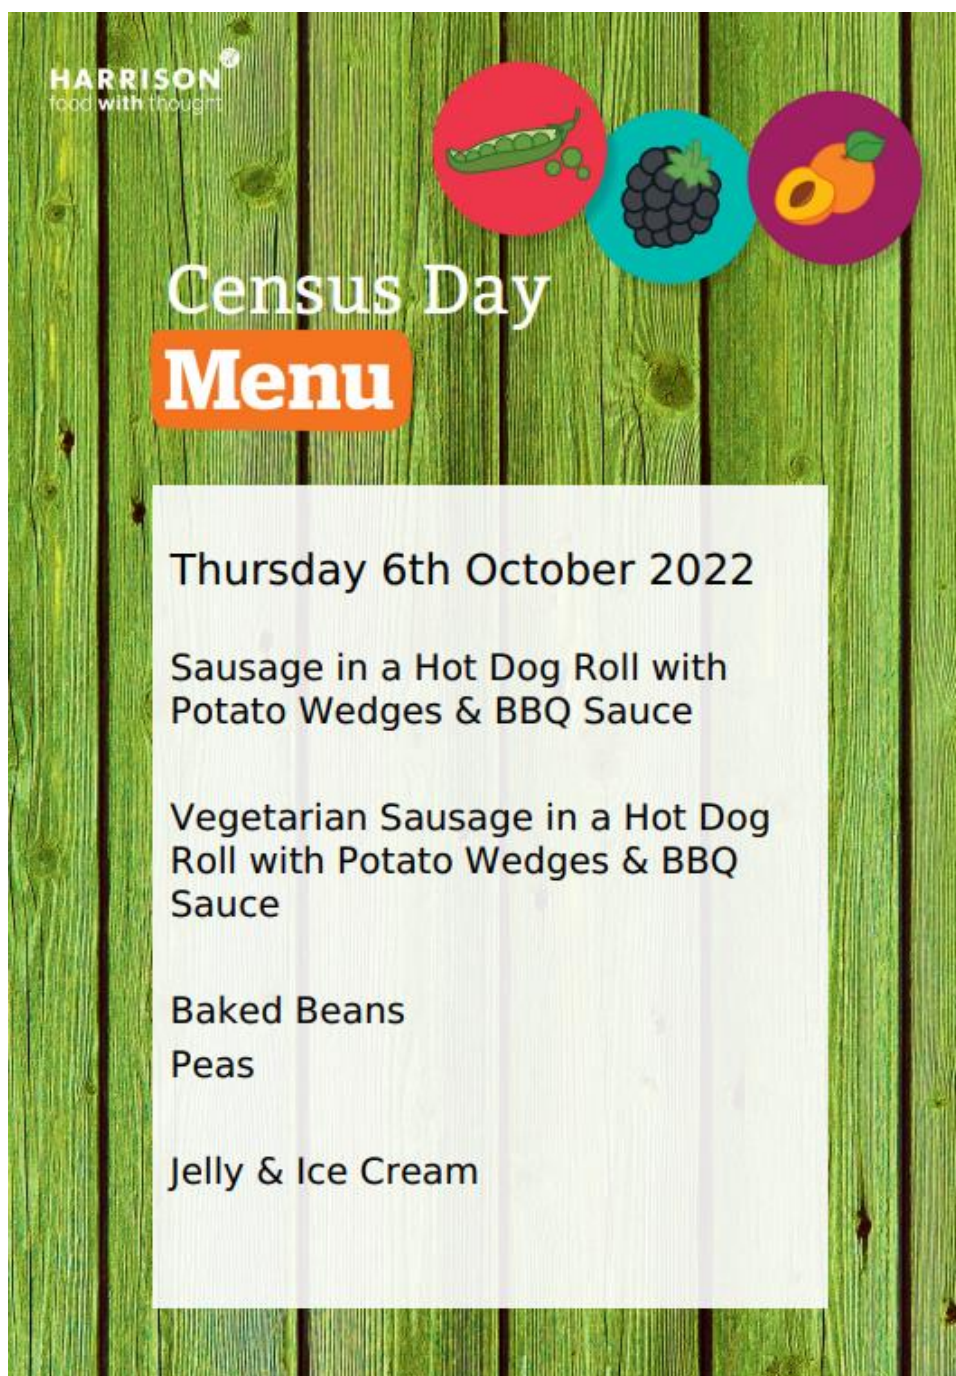 HARRISON
food with thought
Census Day
Menu
Thursday 6th October 2022
Sausage in a Hot Dog Roll with
Potato Wedges & BBQ Sauce
Vegetarian Sausage in a Hot Dog
Roll with Potato Wedges & BBQ
Sauce
Baked Beans
Peas
Jelly & Ice Cream